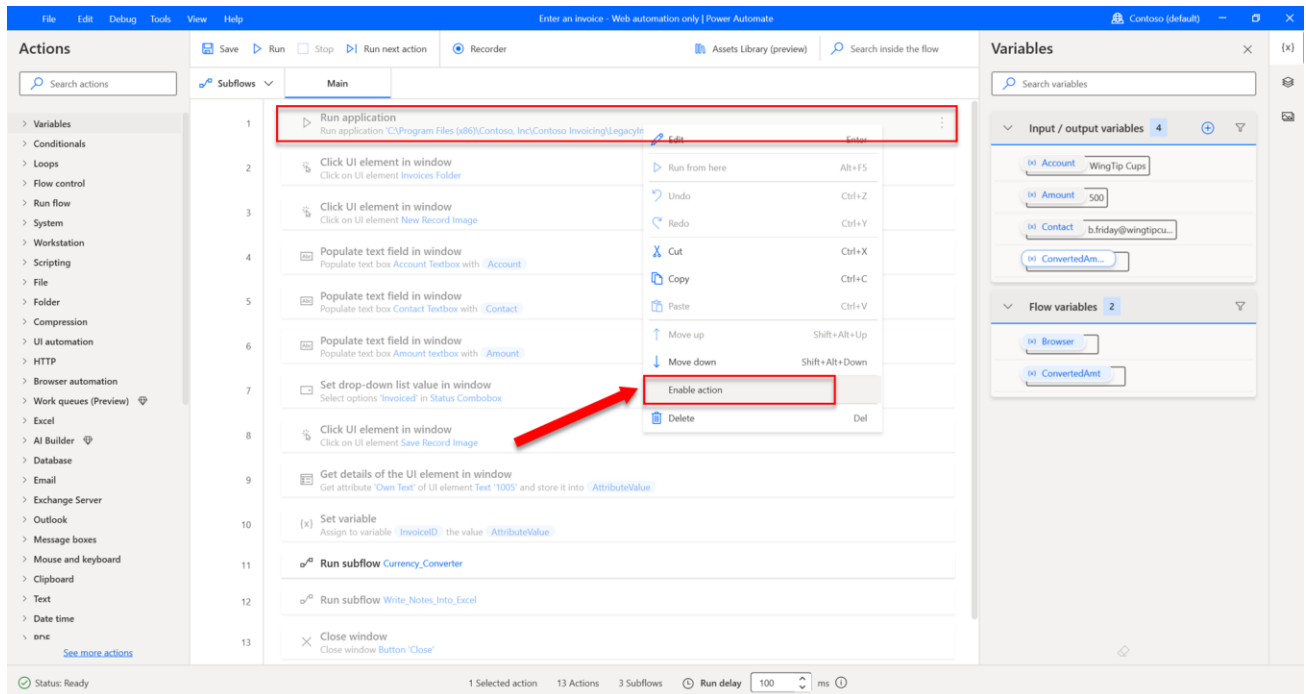 File Edit Debug Tools View Help
Enter an invoice - Web automation only | Power Automate
Contoso (default)
Actions
Search actions
Variables
Conditionals
Loops
Flow control
Run flow
System
Workstation
Scripting
File
Folder
Compression
UI automation
HTTP
Browser automation
Work queues (Preview)
Excel
AI Builder
Database
Email
Exchange Server
Outlook
Message boxes
Mouse and keyboard
Clipboard
Text
Date time
See more actions
Save Run Stop Run next action Recorder
Assets Library (preview) Search inside the flow
Subflows Main
1 Run application
Run application 'C:\Program Files (x86)\Contoso, Inc\Contoso Invoicing\LegacyIn
2 Click UI element in window
Click on UI element Invoices Folder
3 Click UI element in window
Click on UI element New Record Image
4 Populate text field in window
Populate text box Account Textbox with Account
5 Populate text field in window
Populate text box Contact Textbox with Contact
6 Populate text field in window
Populate text box Amount textbox with Amount
7 Set drop-down list value in window
Select options 'Invoiced' in Status Combobox
8 Click UI element in window
Click on UI element Save Record Image
9 Get details of the UI element in window
Get attribute 'Own Text' of UI element Text '1005' and store it into AttributeValue
10 {x} Set variable
Assign to variable InvoiceID the value AttributeValue
11 Run subflow Currency_Converter
12 Run subflow Write_Notes_Into_Excel
13 Close window
Close window Button 'Close'
Edit Enter
Run from here Alt+F5
Undo Ctrl+Z
Redo Ctrl+Y
Cut Ctrl+X
Copy Ctrl+C
Paste Ctrl+V
Move up Shift+Alt+Up
Move down Shift+Alt+Down
Enable action
Delete Del
Variables {x}
Search variables
Input / output variables 4
Account WingTip Cups
Amount 500
Contact b.friday@wingtipcu...
ConvertedAm...
Flow variables 2
Browser
ConvertedAmt
Status: Ready
1 Selected action 13 Actions 3 Subflows Run delay 100 ms